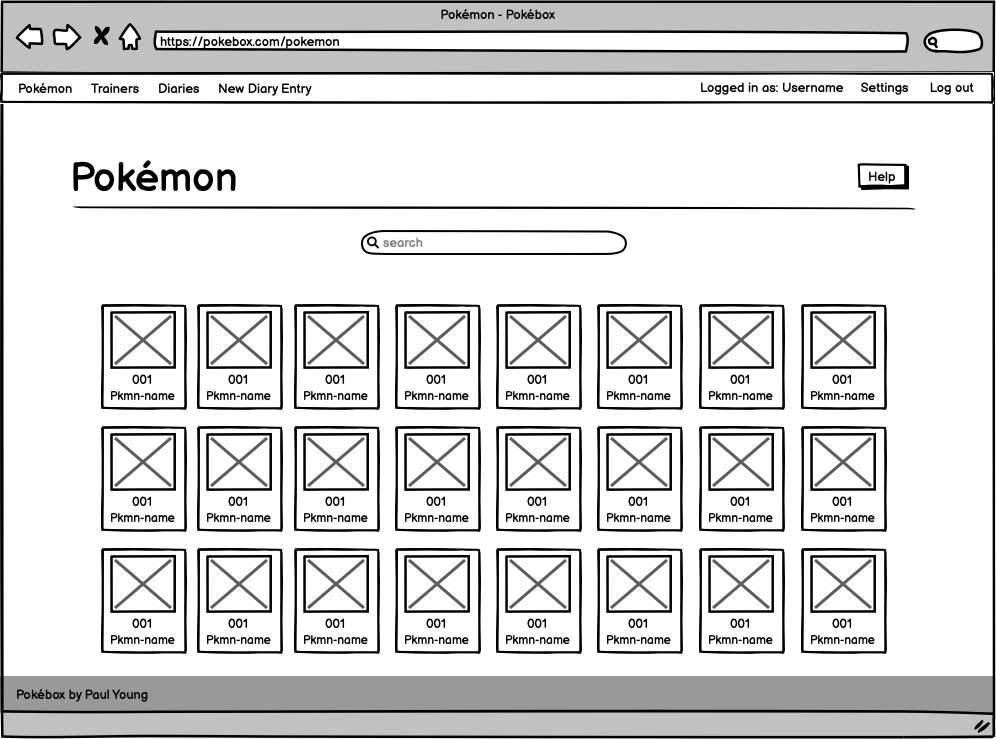 Pokémon - Pokébox
https://pokebox.com/pokemon
Pokémon Trainers Diaries New Diary Entry Logged in as: Username Settings Log out
Pokémon
Help
search
001 001 001 001 001 001 001 001
Pkmn-name Pkmn-name Pkmn-name Pkmn-name Pkmn-name Pkmn-name Pkmn-name Pkmn-name
001 001 001 001 001 001 001 001
Pkmn-name Pkmn-name Pkmn-name Pkmn-name Pkmn-name Pkmn-name Pkmn-name Pkmn-name
001 001 001 001 001 001 001 001
Pkmn-name Pkmn-name Pkmn-name Pkmn-name Pkmn-name Pkmn-name Pkmn-name Pkmn-name
Pokébox by Paul Young